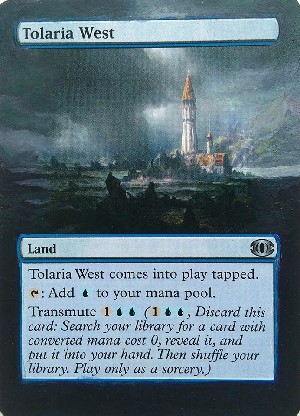 Tolaria West
Land
Tolaria West comes into play tapped.
: Add to your mana pool.
Transmute 1 (1 , Discard this
card: Search your library for a card with
converted mana cost 0, reveal it, and
put it into your hand. Then shuffle your
library. Play only as a sorcery.)